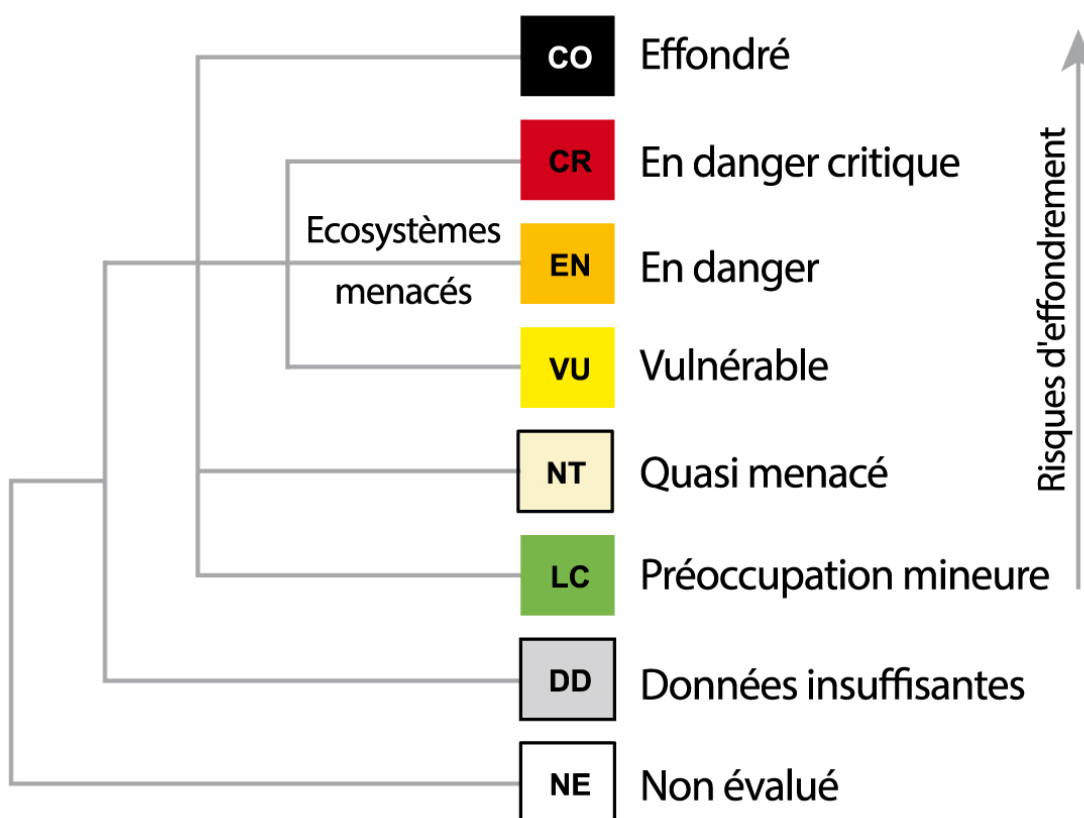 CO Effondré
CR En danger critique
Ecosystèmes
menacés
EN En danger
VU Vulnérable
NT Quasi menacé
LC Préoccupation mineure
DD Données insuffisantes
NE Non évalué
Risques d'effondrement